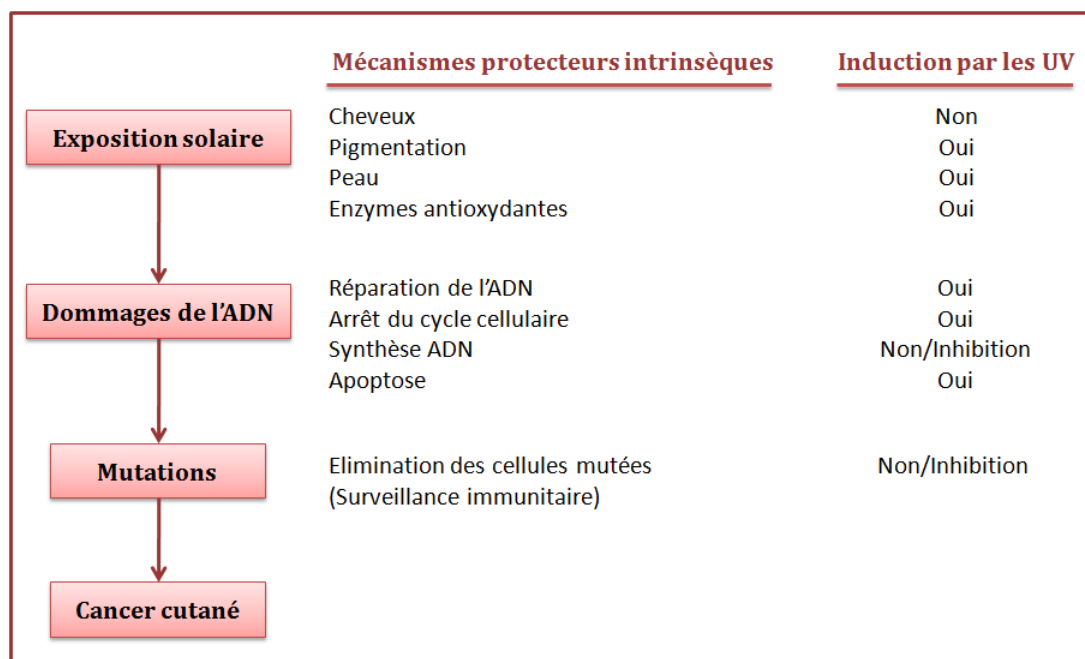 Mécanismes protecteurs intrinsèques Induction par les UV
Exposition solaire
Cheveux Non
Pigmentation Oui
Peau Oui
Enzymes antioxydantes Oui
Dommages de l'ADN
Réparation de l'ADN Oui
Arrêt du cycle cellulaire Oui
Synthèse ADN Non/Inhibition
Apoptose Oui
Mutations
Elimination des cellules mutées Non/Inhibition
(Surveillance immunitaire)
Cancer cutané